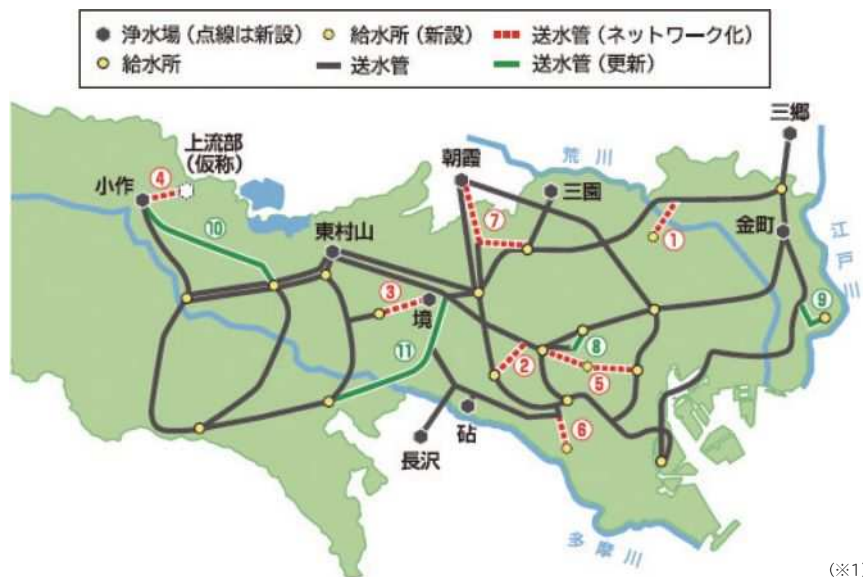 浄水場（点線は新設）
給水所（新設）
送水管（ネットワーク化）
給水所
送水管
送水管（更新）
三郷
上流部
（仮称）
朝霞
荒川
小作
④
三園
⑦
金町
江戸川
⑩
東村山
①
③
境
⑨
⑧
②
⑪
⑤
砧
⑥
長沢
多摩川
（※1